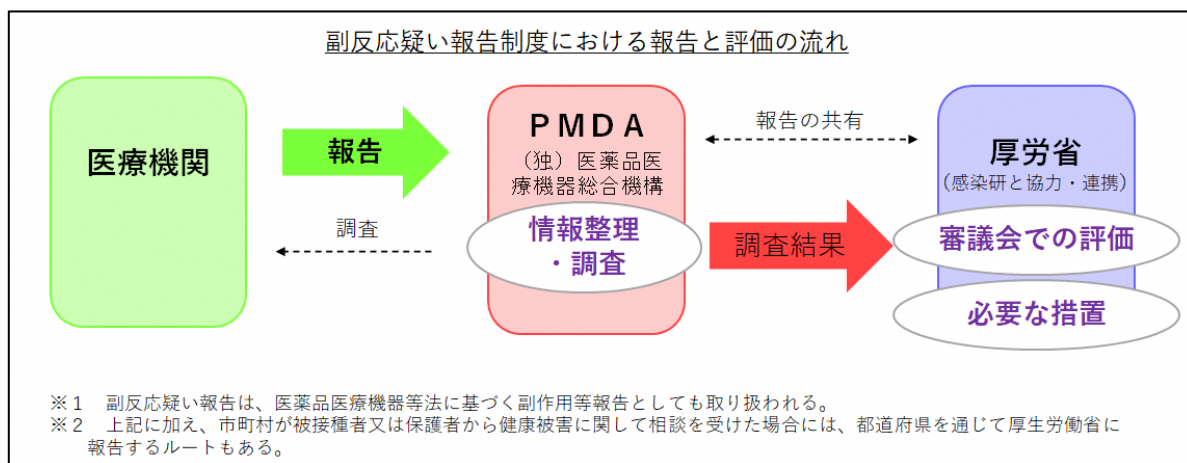 副反応疑い報告制度における報告と評価の流れ
医療機関
報告
調査
PMDA
（独）医薬品医
療機器総合機構
情報整理
・調査
報告の共有
調査結果
厚労省
(感染研と協力・連携)
審議会での評価
必要な措置
※１　副反応疑い報告は、医薬品医療機器等法に基づく副作用等報告としても取り扱われる。
※２　上記に加え、市町村が被接種者又は保護者から健康被害に関して相談を受けた場合には、都道府県を通じて厚生労働省に
報告するルートもある。